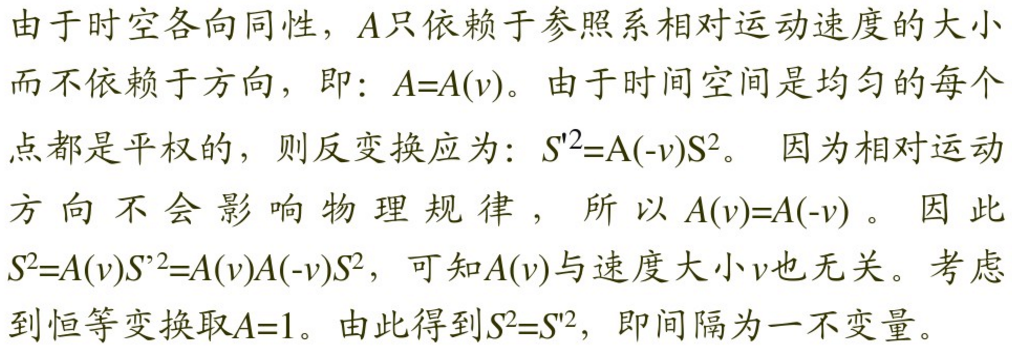 由于时空各向同性，A只依赖于参照系相对运动速度的大小
而不依赖于方向，即：A=A(v)。由于时间空间是均匀的每个
点都是平权的，则反变换应为：S'²=A(-v)S²。 因为相对运动
方向不会影响物理规律，所以A(v)=A(-v)。因此
S²=A(v)S’²=A(v)A(-v)S²，可知A(v)与速度大小v也无关。考虑
到恒等变换取A=1。由此得到S²=S'²，即间隔为一不变量。